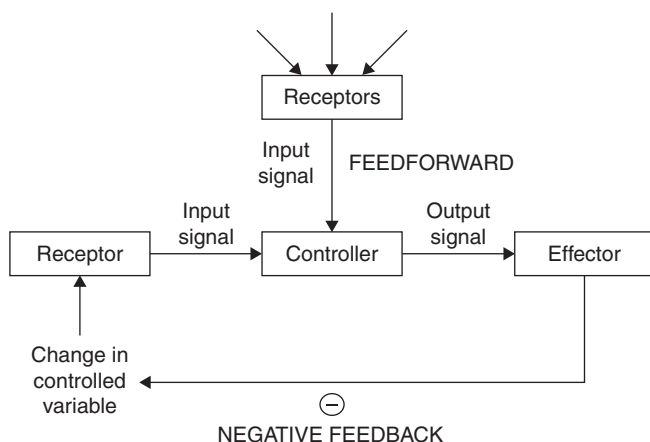 Receptors
Input
signal
FEEDFORWARD
Input
signal
Output
signal
Receptor
Controller
Effector
Change in
controlled
variable
−
NEGATIVE FEEDBACK